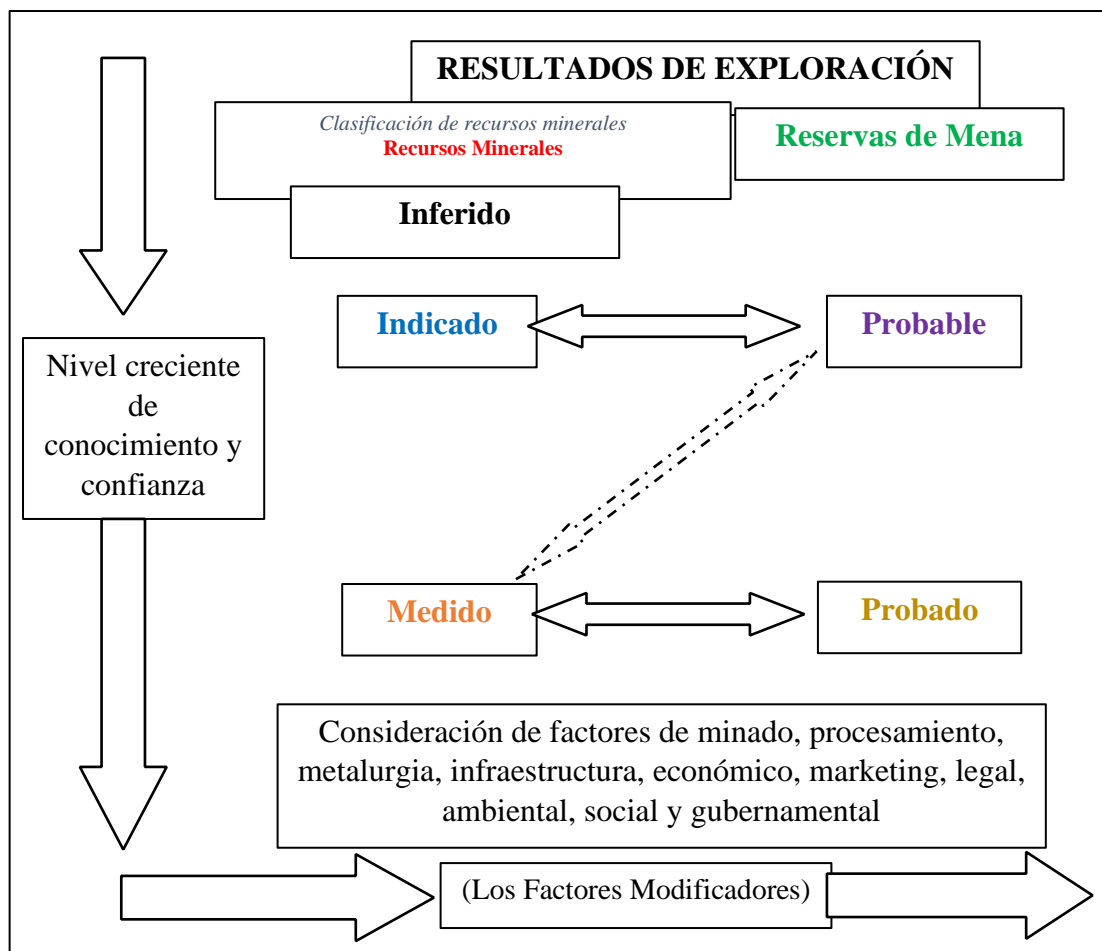 RESULTADOS DE EXPLORACIÓN
Clasificación de recursos minerales
Recursos Minerales
Reservas de Mena
Inferido
Indicado
Probable
Nivel creciente
de
conocimiento y
confianza
Medido
Probado
Consideración de factores de minado, procesamiento,
metalurgia, infraestructura, económico, marketing, legal,
ambiental, social y gubernamental
(Los Factores Modificadores)